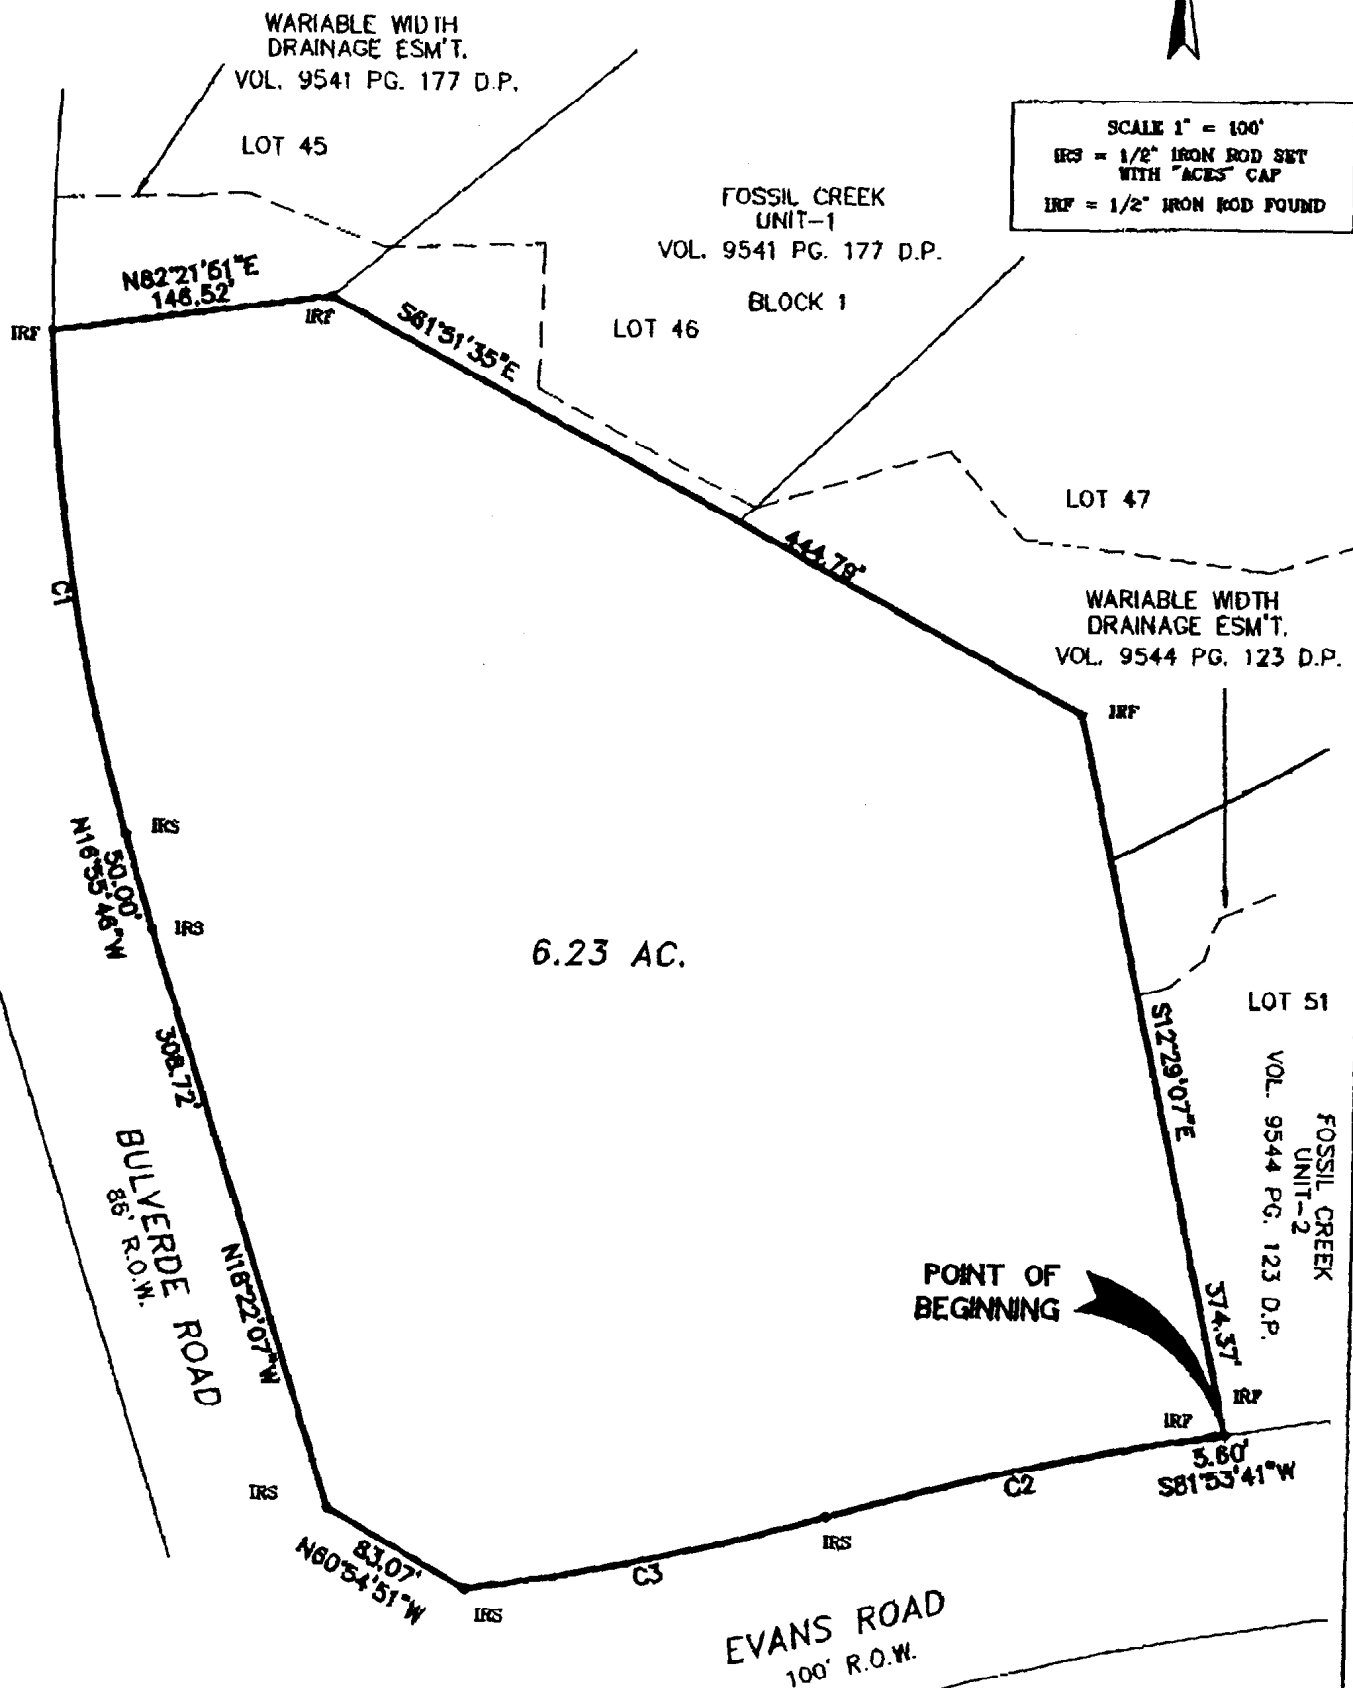 WARIABLE WIDTH
DRAINAGE ESM'T.
VOL. 9541 PG. 177 D.P.
LOT 45
SCALE 1" = 100'
IRS = 1/2" IRON ROD SET
WITH "ACES" CAP
IRF = 1/2" IRON ROD FOUND
FOSSIL CREEK
UNIT-1
VOL. 9541 PG. 177 D.P.
BLOCK 1
LOT 46
N82°21'51"E
146.52'
IRF
IRF
S61°51'35"E
444.79'
LOT 47
WARIABLE WIDTH
DRAINAGE ESM'T.
VOL. 9544 PG. 123 D.P.
IRF
C1
IRS
50.00'
N16°55'46"W
IRS
6.23 AC.
LOT 51
S12°29'07"E
374.37'
FOSSIL CREEK
UNIT-2
VOL. 9544 PG. 123 D.P.
308.72'
N18°22'07"W
BULVERDE ROAD
86' R.O.W.
POINT OF
BEGINNING
IRF
IRF
5.60'
S81°53'41"W
C2
IRS
IRS
83.07'
N60°54'51"W
C3
IRS
EVANS ROAD
100' R.O.W.